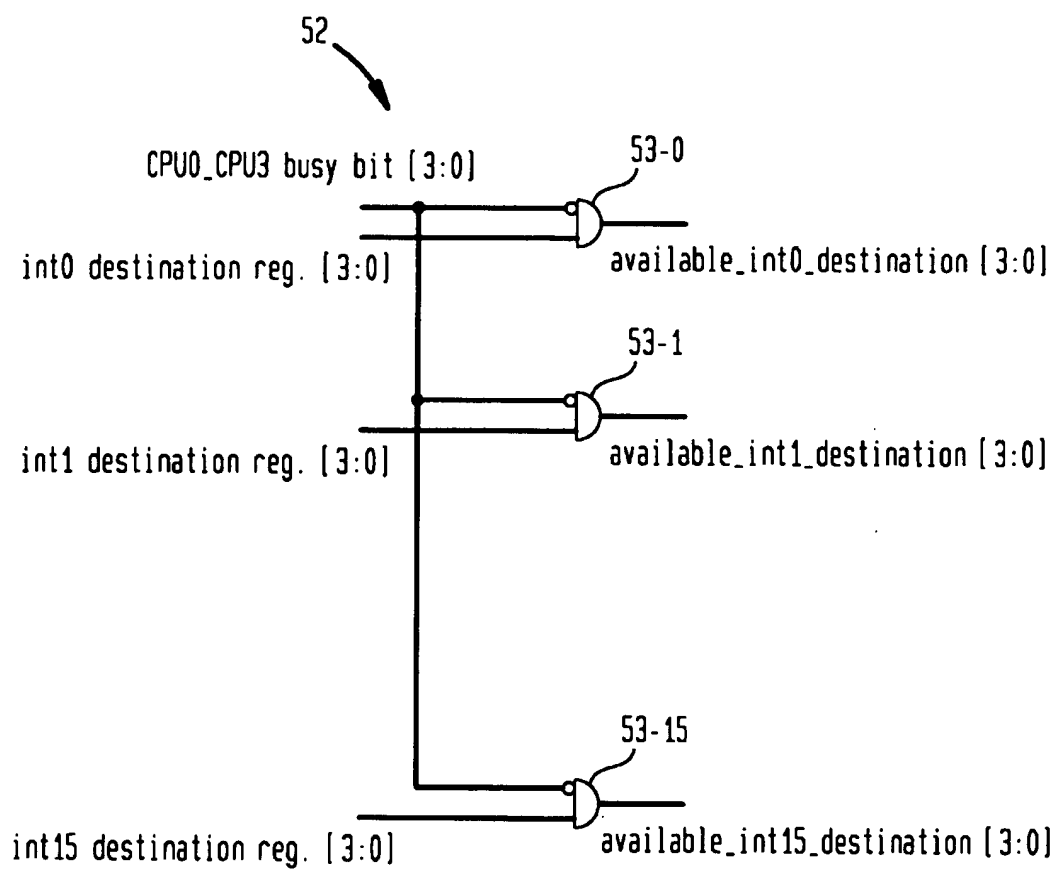 52
CPU0_CPU3 busy bit [3:0]
53-0
int0 destination reg. [3:0]
available_int0_destination [3:0]
53-1
int1 destination reg. [3:0]
available_int1_destination [3:0]
53-15
int15 destination reg. [3:0]
available_int15_destination [3:0]